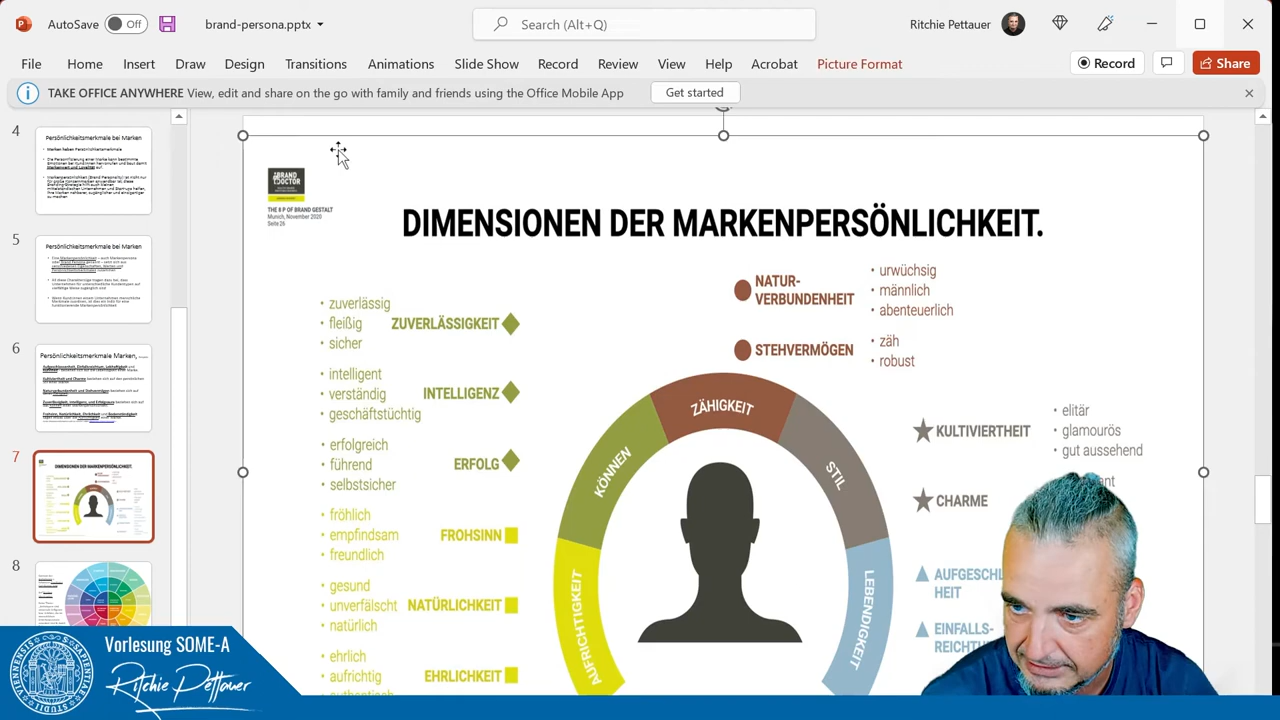 AutoSave Off brand-persona.pptx Search (Alt+Q) Ritchie Pettauer
File Home Insert Draw Design Transitions Animations Slide Show Record Review View Help Acrobat Picture Format Record Share
TAKE OFFICE ANYWHERE View, edit and share on the go with family and friends using the Office Mobile App Get started
4
Persönlichkeitsmerkmale bei Marken
5
Persönlichkeitsmerkmale bei Marken
6
Persönlichkeitsmerkmale Marken,
7
DIMENSIONEN DER MARKENPERSÖNLICHKEIT.
8
THE BRAND
DOCTOR
THE 8 P OF BRAND GESTALT
Munich, November 2020
Seite 26
DIMENSIONEN DER MARKENPERSÖNLICHKEIT.
• zuverlässig
• fleißig
• sicher
ZUVERLÄSSIGKEIT
• intelligent
• verständig
• geschäftstüchtig
INTELLIGENZ
• erfolgreich
• führend
• selbstsicher
ERFOLG
• fröhlich
• empfindsam
• freundlich
FROHSINN
• gesund
• unverfälscht
• natürlich
NATÜRLICHKEIT
• ehrlich
• aufrichtig
EHRLICHKEIT
NATUR-
VERBUNDENHEIT
• urwüchsig
• männlich
• abenteuerlich
STEHVERMÖGEN
• zäh
• robust
AUFRICHTIGKEIT
KÖNNEN
ZÄHIGKEIT
STIL
LEBENDIGKEIT
KULTIVIERTHEIT
• elitär
• glamourös
• gut aussehend
CHARME
HEIT
EINFALLS-
Vorlesung SOME-A
Ritchie Pettauer